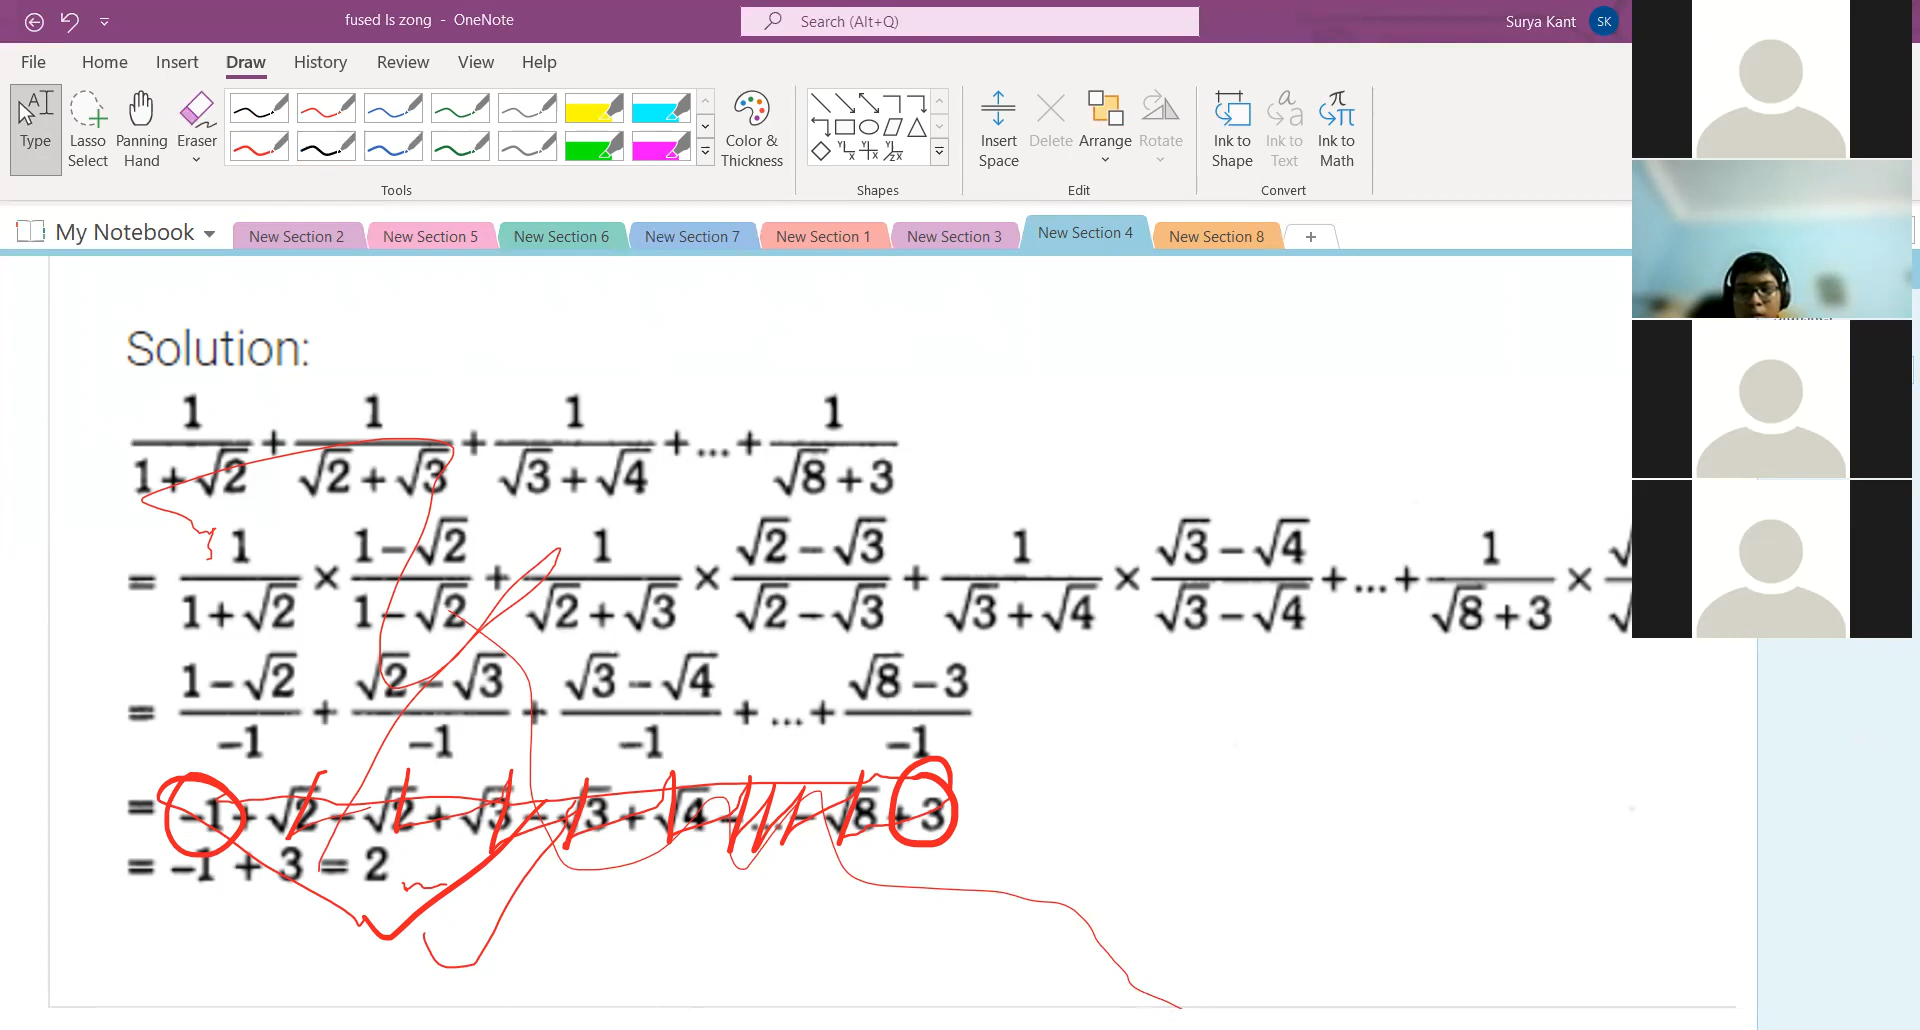 fused Is zong - OneNote
Search (Alt+Q)
Surya Kant SK
File Home Insert Draw History Review View Help
Type
Lasso Select
Panning Hand
Eraser
Color & Thickness
Insert Space
Delete
Arrange
Rotate
Ink to Shape
Ink to Text
Ink to Math
Tools Shapes Edit Convert
My Notebook New Section 2 New Section 5 New Section 6 New Section 7 New Section 1 New Section 3 New Section 4 New Section 8 +
Solution:
1/(1+√2) + 1/(√2+√3) + 1/(√3+√4) +...+ 1/(√8+3)
= 1/(1+√2) × (1−√2)/(1−√2) + 1/(√2+√3) × (√2−√3)/(√2−√3) + 1/(√3+√4) × (√3−√4)/(√3−√4) +...+ 1/(√8+3) ×
= (1−√2)/−1 + (√2−√3)/−1 + (√3−√4)/−1 +...+ (√8−3)/−1
= −1+√2−√2+√3−√3+√4−...−√8+3
= −1+3=2